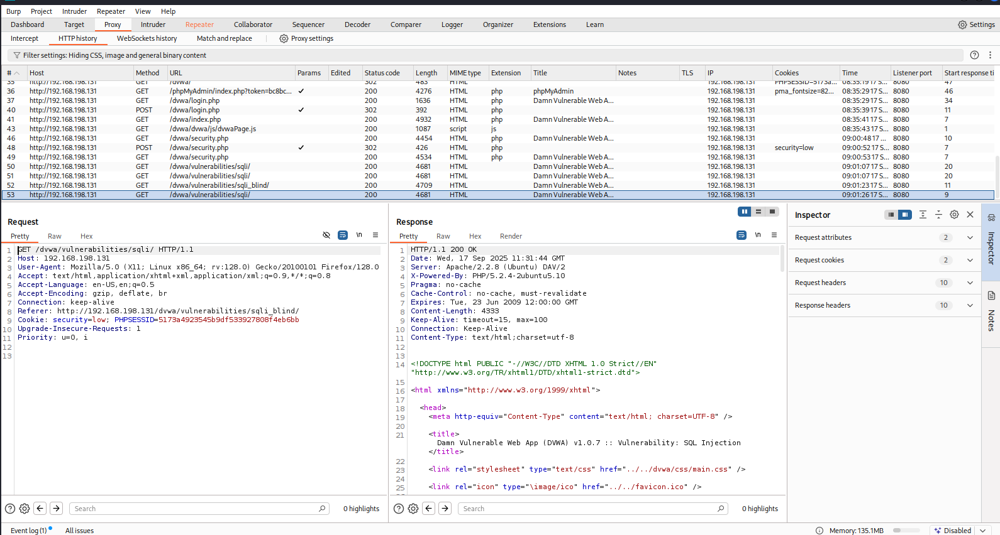 Burp Project Intruder Repeater View Help
Dashboard Target Proxy Intruder Repeater Collaborator Sequencer Decoder Comparer Logger Organizer Extensions Learn Settings
Intercept HTTP history WebSockets history Match and replace Proxy settings
Filter settings: Hiding CSS, image and general binary content
# Host Method URL Params Edited Status code Length MIME type Extension Title Notes TLS IP Cookies Time Listener port Start response ti
35 http://192.168.198.131 GET /dvwa/ 302 483 HTML 192.168.198.131 PHPSESSID=5173a... 08:35:19 17 S... 8080 47
36 http://192.168.198.131 GET /phpMyAdmin/index.php?token=bc8bc... ✓ 200 4276 HTML php phpMyAdmin 192.168.198.131 pma_fontsize=82... 08:35:29 17 S... 8080 46
37 http://192.168.198.131 GET /dvwa/login.php 200 1636 HTML php Damn Vulnerable Web A... 192.168.198.131 08:35:29 17 S... 8080 34
40 http://192.168.198.131 POST /dvwa/login.php ✓ 302 392 HTML php 192.168.198.131 08:35:39 17 S... 8080 11
41 http://192.168.198.131 GET /dvwa/index.php 200 4932 HTML php Damn Vulnerable Web A... 192.168.198.131 08:35:41 17 S... 8080 7
43 http://192.168.198.131 GET /dvwa/dvwa/js/dvwaPage.js 200 1087 script js 192.168.198.131 08:35:43 17 S... 8080 1
46 http://192.168.198.131 GET /dvwa/security.php 200 4454 HTML php Damn Vulnerable Web A... 192.168.198.131 09:00:48 17 ... 8080 10
48 http://192.168.198.131 POST /dvwa/security.php ✓ 302 426 HTML php 192.168.198.131 security=low 09:00:52 17 S... 8080 7
49 http://192.168.198.131 GET /dvwa/security.php 200 4534 HTML php Damn Vulnerable Web A... 192.168.198.131 09:00:53 17 S... 8080 7
50 http://192.168.198.131 GET /dvwa/vulnerabilities/sqli/ 200 4681 HTML Damn Vulnerable Web A... 192.168.198.131 09:01:07 17 S... 8080 20
51 http://192.168.198.131 GET /dvwa/vulnerabilities/sqli/ 200 4681 HTML Damn Vulnerable Web A... 192.168.198.131 09:01:07 17 S... 8080 20
52 http://192.168.198.131 GET /dvwa/vulnerabilities/sqli_blind/ 200 4709 HTML Damn Vulnerable Web A... 192.168.198.131 09:01:23 17 S... 8080 11
53 http://192.168.198.131 GET /dvwa/vulnerabilities/sqli/ 200 4681 HTML Damn Vulnerable Web A... 192.168.198.131 09:01:26 17 S... 8080 9
Request
Pretty Raw Hex \n
1 GET /dvwa/vulnerabilities/sqli/ HTTP/1.1
2 Host: 192.168.198.131
3 User-Agent: Mozilla/5.0 (X11; Linux x86_64; rv:128.0) Gecko/20100101 Firefox/128.0
4 Accept: text/html,application/xhtml+xml,application/xml;q=0.9,*/*;q=0.8
5 Accept-Language: en-US,en;q=0.5
6 Accept-Encoding: gzip, deflate, br
7 Connection: keep-alive
8 Referer: http://192.168.198.131/dvwa/vulnerabilities/sqli_blind/
9 Cookie: security=low; PHPSESSID=5173a4923545b9df533927808f4eb6bb
10 Upgrade-Insecure-Requests: 1
11 Priority: u=0, i
12
13
Search 0 highlights
Response
Pretty Raw Hex Render \n
1 HTTP/1.1 200 OK
2 Date: Wed, 17 Sep 2025 11:31:44 GMT
3 Server: Apache/2.2.8 (Ubuntu) DAV/2
4 X-Powered-By: PHP/5.2.4-2ubuntu5.10
5 Pragma: no-cache
6 Cache-Control: no-cache, must-revalidate
7 Expires: Tue, 23 Jun 2009 12:00:00 GMT
8 Content-Length: 4333
9 Keep-Alive: timeout=15, max=100
10 Connection: Keep-Alive
11 Content-Type: text/html;charset=utf-8
12
13
14 <!DOCTYPE html PUBLIC "-//W3C//DTD XHTML 1.0 Strict//EN"
"http://www.w3.org/TR/xhtml1/DTD/xhtml1-strict.dtd">
15
16 <html xmlns="http://www.w3.org/1999/xhtml">
17
18 <head>
19 <meta http-equiv="Content-Type" content="text/html; charset=UTF-8" />
20
21 <title>
Damn Vulnerable Web App (DVWA) v1.0.7 :: Vulnerability: SQL Injection
</title>
22
23 <link rel="stylesheet" type="text/css" href="../../dvwa/css/main.css" />
24
25 <link rel="icon" type="\image/ico" href="../../favicon.ico" />
Search 0 highlights
Inspector
Request attributes 2
Request cookies 2
Request headers 10
Response headers 10
Inspector
Notes
Event log (1) All issues Memory: 135.1MB Disabled